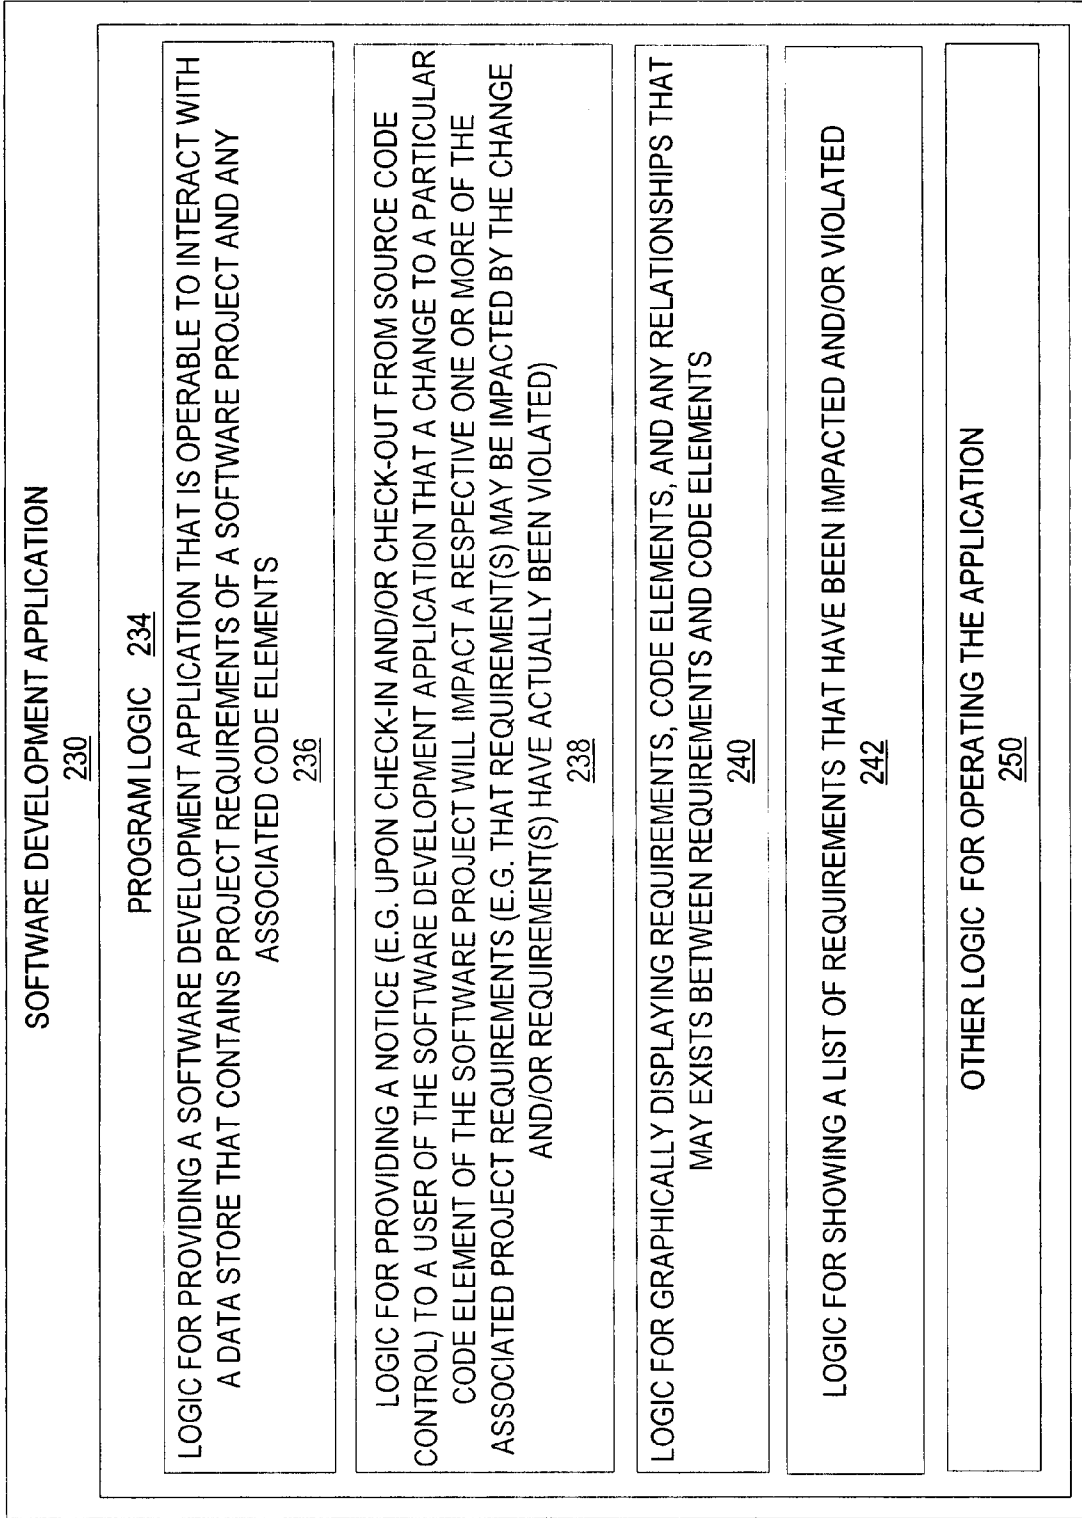 SOFTWARE DEVELOPMENT APPLICATION
230
PROGRAM LOGIC 234
LOGIC FOR PROVIDING A SOFTWARE DEVELOPMENT APPLICATION THAT IS OPERABLE TO INTERACT WITH
A DATA STORE THAT CONTAINS PROJECT REQUIREMENTS OF A SOFTWARE PROJECT AND ANY
ASSOCIATED CODE ELEMENTS
236
LOGIC FOR PROVIDING A NOTICE (E.G. UPON CHECK-IN AND/OR CHECK-OUT FROM SOURCE CODE
CONTROL) TO A USER OF THE SOFTWARE DEVELOPMENT APPLICATION THAT A CHANGE TO A PARTICULAR
CODE ELEMENT OF THE SOFTWARE PROJECT WILL IMPACT A RESPECTIVE ONE OR MORE OF THE
ASSOCIATED PROJECT REQUIREMENTS (E.G. THAT REQUIREMENT(S) MAY BE IMPACTED BY THE CHANGE
AND/OR REQUIREMENT(S) HAVE ACTUALLY BEEN VIOLATED)
238
LOGIC FOR GRAPHICALLY DISPLAYING REQUIREMENTS, CODE ELEMENTS, AND ANY RELATIONSHIPS THAT
MAY EXISTS BETWEEN REQUIREMENTS AND CODE ELEMENTS
240
LOGIC FOR SHOWING A LIST OF REQUIREMENTS THAT HAVE BEEN IMPACTED AND/OR VIOLATED
242
OTHER LOGIC FOR OPERATING THE APPLICATION
250